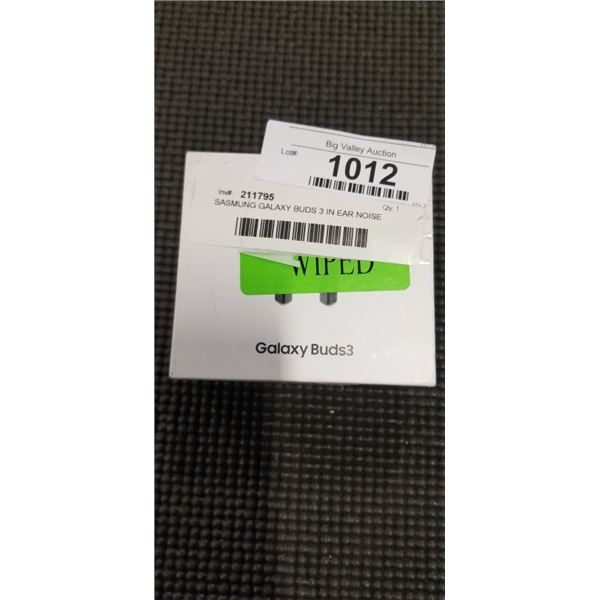 Big Valley Auction
Lot#:
1012
Qty: 1
Inv#: 211795
SASMUNG GALAXY BUDS 3 IN EAR NOISE
WIPED
Galaxy Buds3